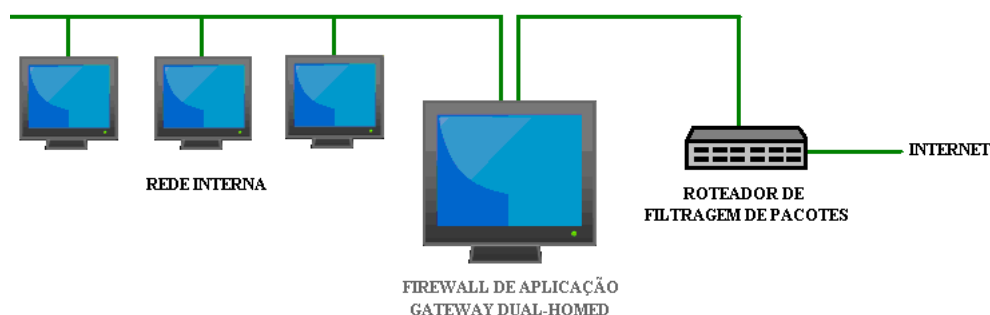 INTERNET
REDE INTERNA
ROTEADOR DE
FILTRAGEM DE PACOTES
FIREWALL DE APLICAÇÃO
GATEWAY DUAL-HOMED